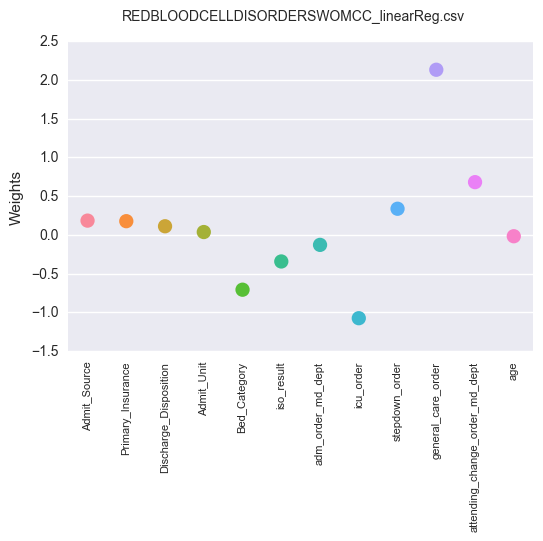 REDBLOODCELLDISORDERSWOMCC_linearReg.csv
2.5
2.0
1.5
1.0
0.5
0.0
−0.5
−1.0
−1.5
Weights
Admit_Source
Primary_Insurance
Discharge_Disposition
Admit_Unit
Bed_Category
iso_result
adm_order_md_dept
icu_order
stepdown_order
general_care_order
attending_change_order_md_dept
age